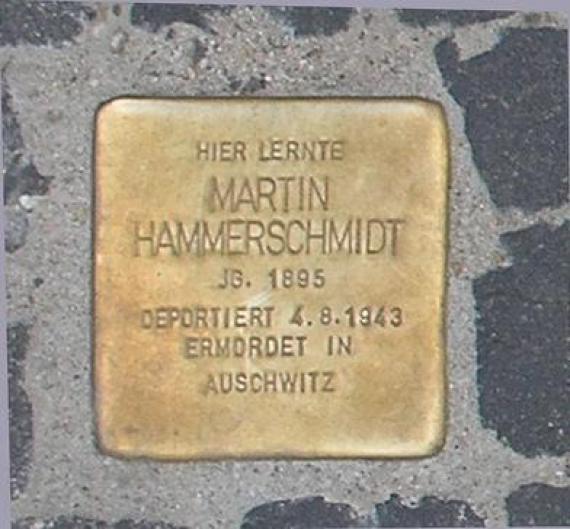 HIER LERNTE
MARTIN
HAMMERSCHMIDT
JG. 1895
DEPORTIERT 4.8.1943
ERMORDET IN
AUSCHWITZ